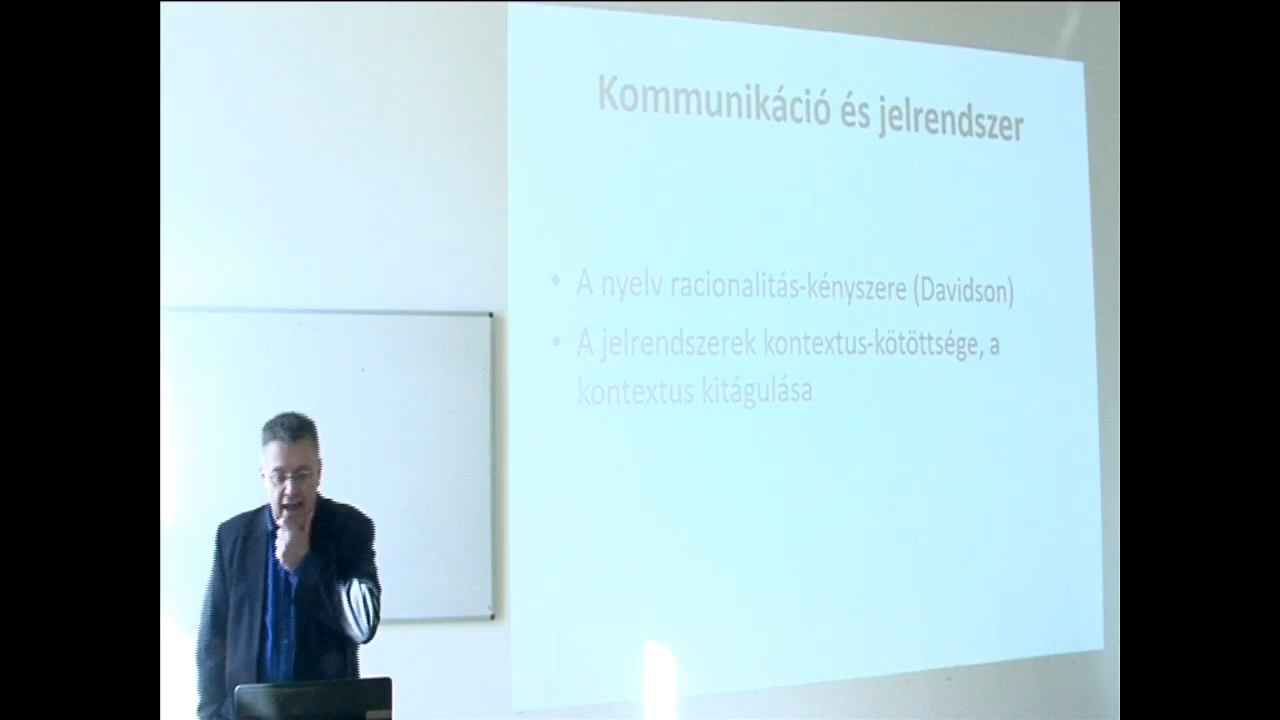 Kommunikáció és jelrendszer
• A nyelv racionalitás-kényszere (Davidson)
• A jelrendszerek kontextus-kötöttsége, a
kontextus kitágulása